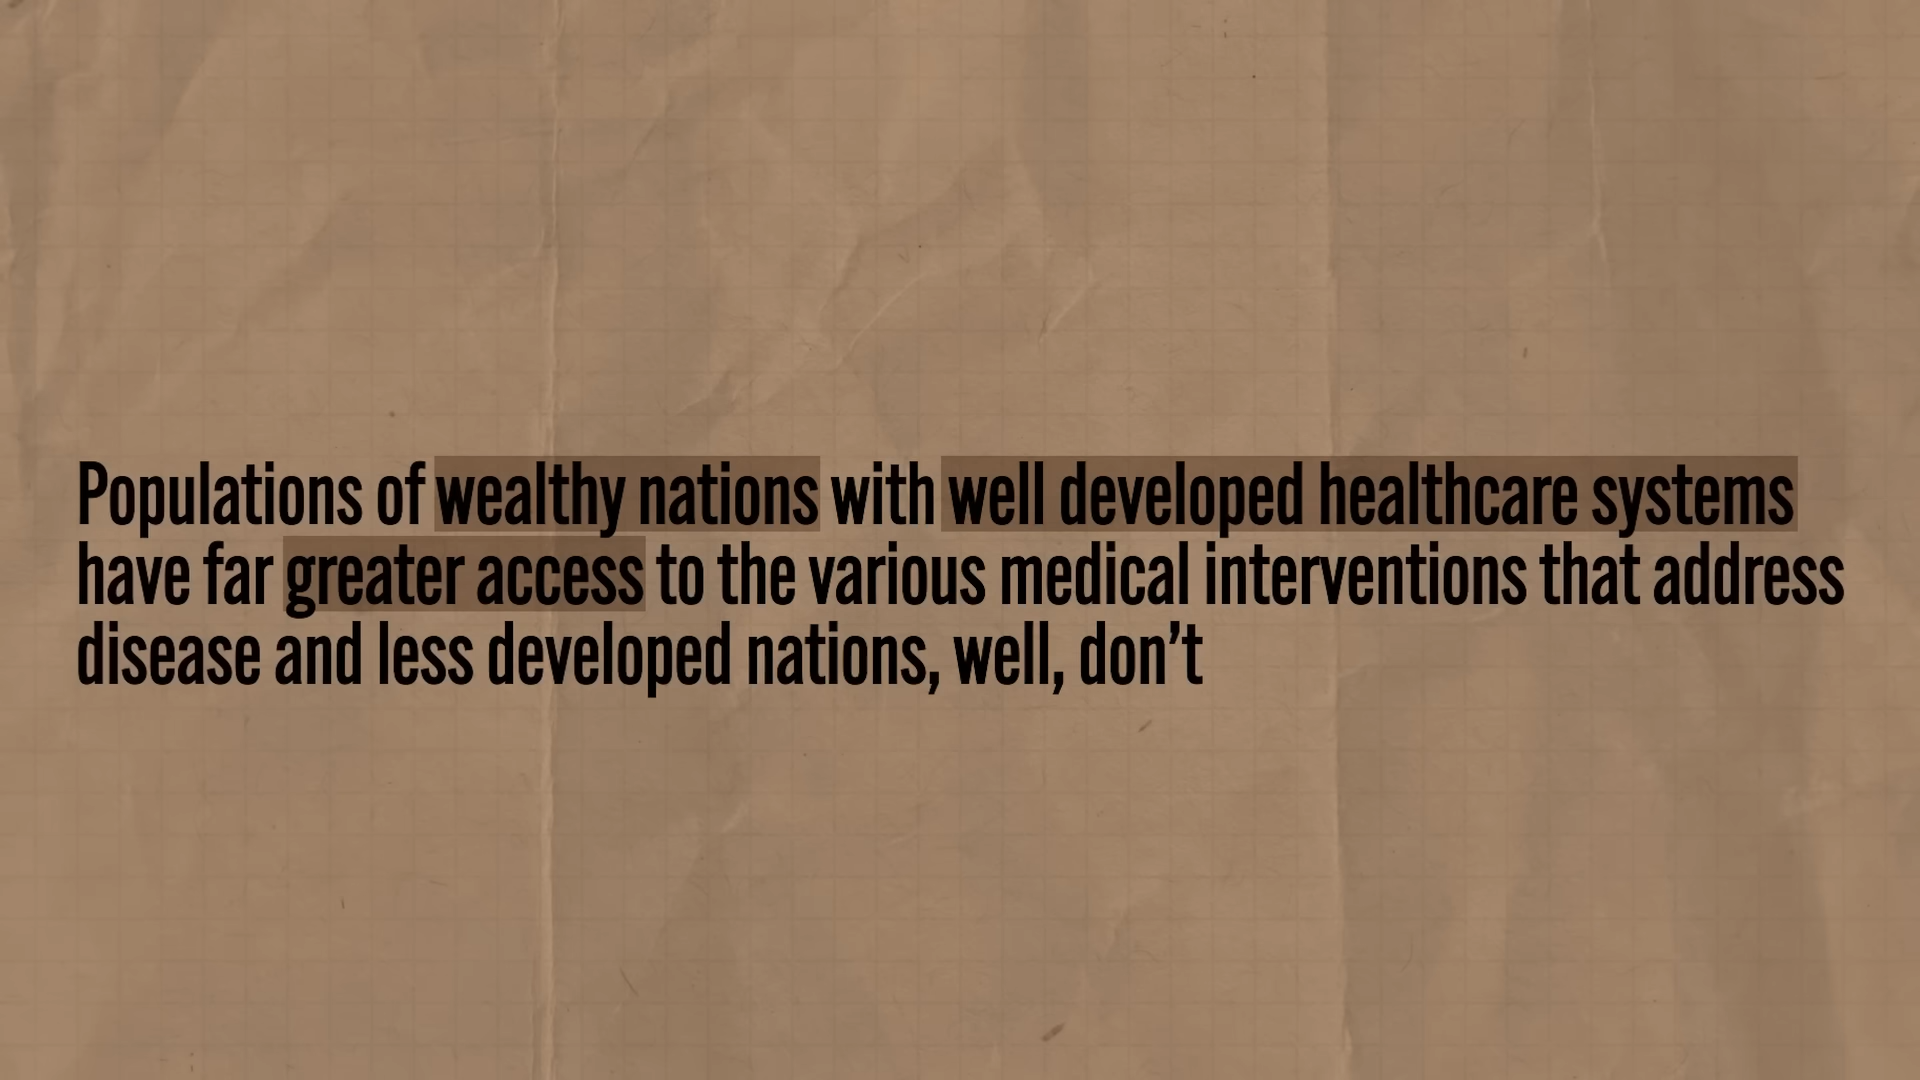 Populations of wealthy nations with well developed healthcare systems
have far greater access to the various medical interventions that address
disease and less developed nations, well, don’t